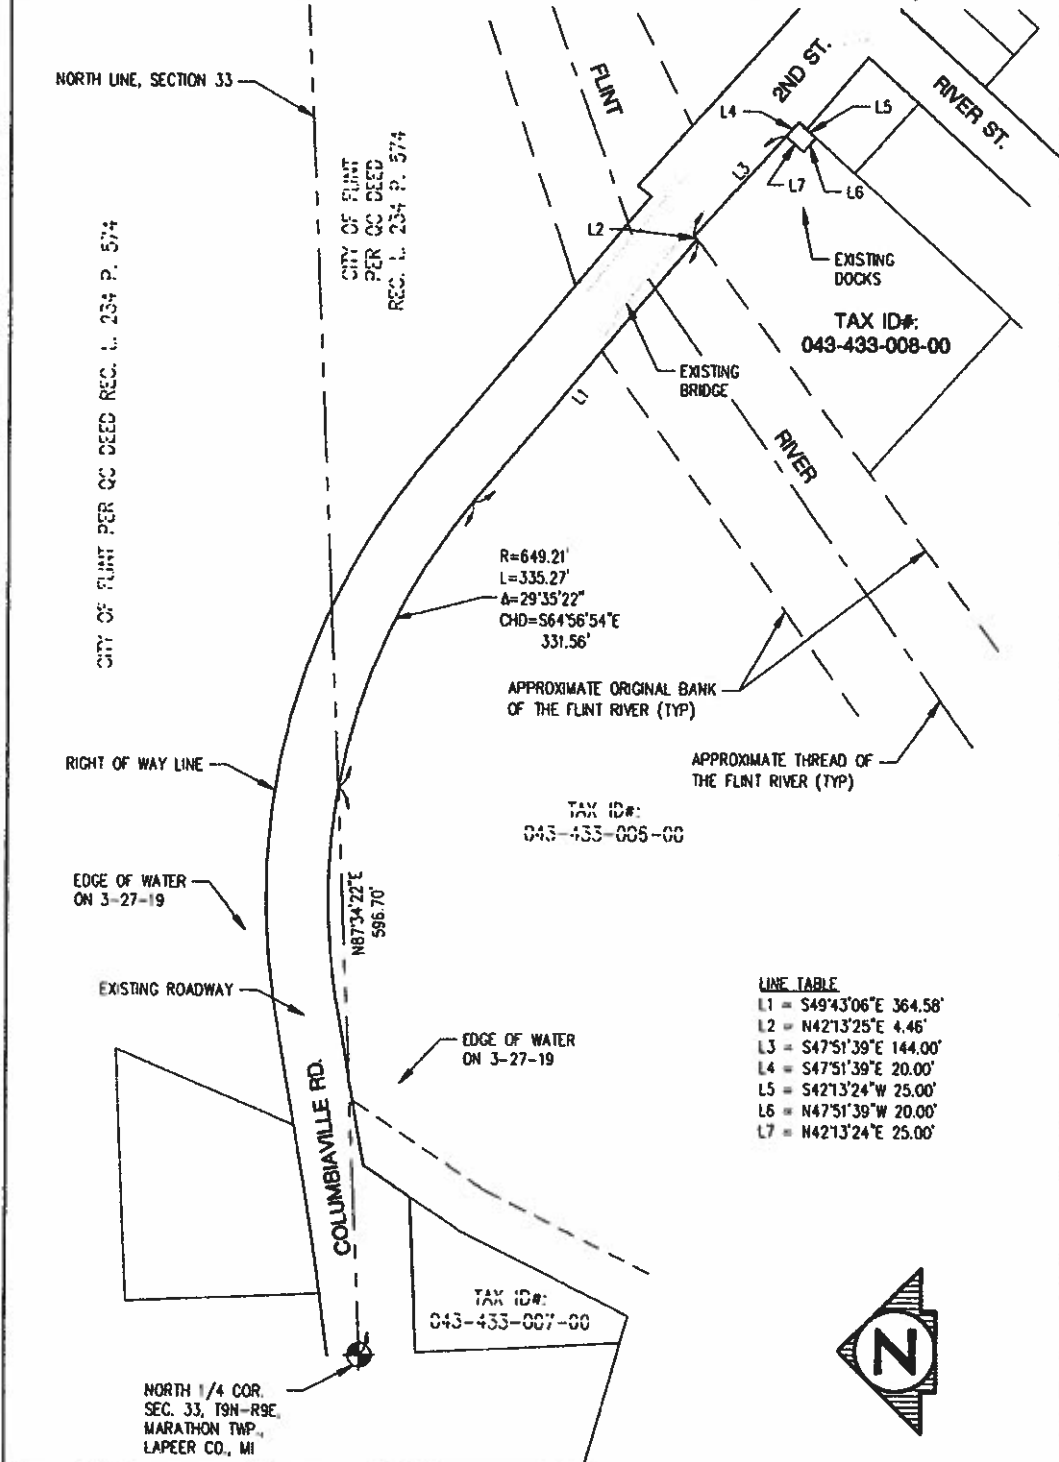 NORTH LINE, SECTION 33
CITY OF FLINT PER QC DEED REC. L. 234 P. 574
CITY OF FLINT
PER QC DEED
REC. L. 234 P. 574
FLINT
2ND ST.
RIVER ST.
L4
L5
L3
L7
L6
L2
EXISTING
DOCKS
TAX ID#:
043-433-008-00
EXISTING
BRIDGE
L1
RIVER
R=649.21'
L=335.27'
Δ=29°35'22"
CHD=S64°56'54"E
331.56'
APPROXIMATE ORIGINAL BANK
OF THE FLINT RIVER (TYP)
RIGHT OF WAY LINE
APPROXIMATE THREAD OF
THE FLINT RIVER (TYP)
TAX ID#:
043-433-006-00
EDGE OF WATER
ON 3-27-19
N87°34'22"E
596.70'
EXISTING ROADWAY
EDGE OF WATER
ON 3-27-19
LINE TABLE
L1 = S49°43'06"E 364.58'
L2 = N42°13'25"E 4.46'
L3 = S47°51'39"E 144.00'
L4 = S47°51'39"E 20.00'
L5 = S42°13'24"W 25.00'
L6 = N47°51'39"W 20.00'
L7 = N42°13'24"E 25.00'
COLUMBIAVILLE RD.
TAX ID#:
043-433-007-00
NORTH 1/4 COR.
SEC. 33, T9N-R9E,
MARATHON TWP.,
LAPEER CO., MI
N